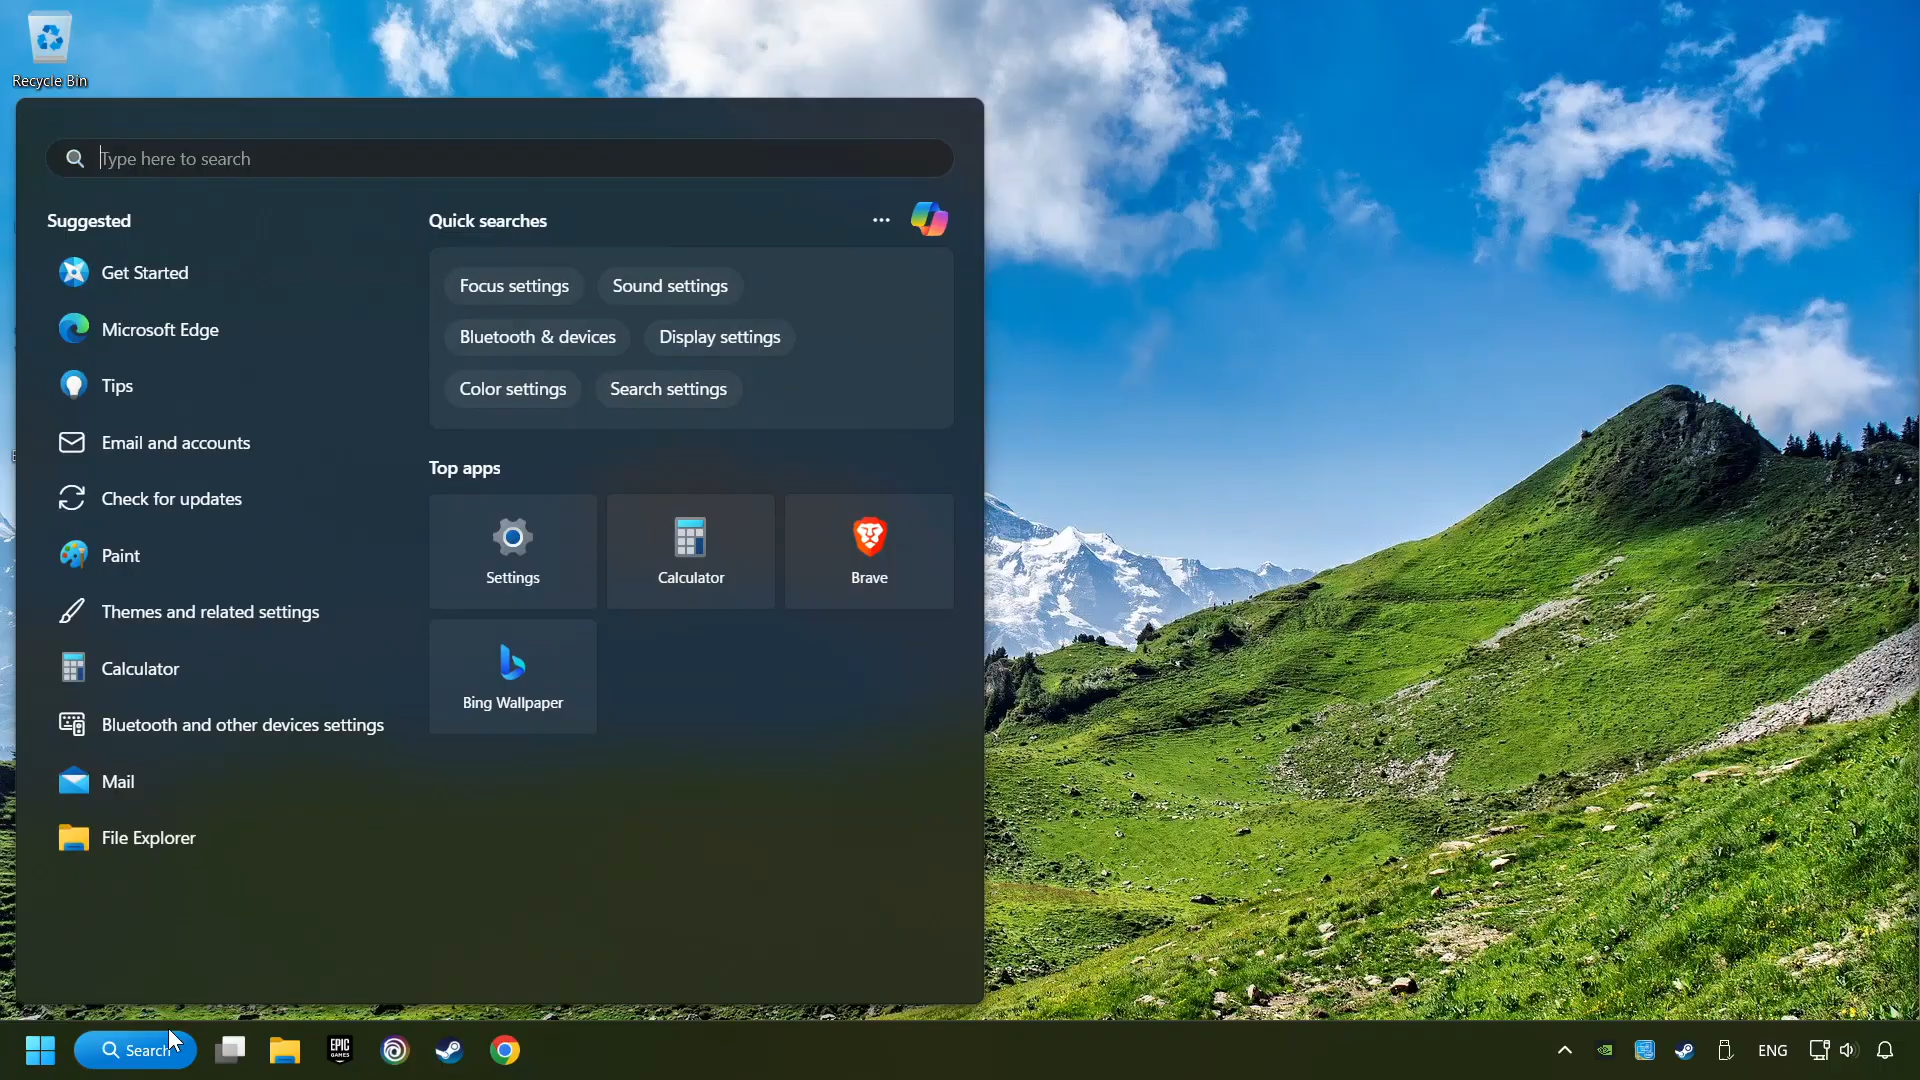 Recycle Bin
Type here to search
Suggested
Get Started
Microsoft Edge
Tips
Email and accounts
Check for updates
Paint
Themes and related settings
Calculator
Bluetooth and other devices settings
Mail
File Explorer
Quick searches
Focus settings
Sound settings
Bluetooth & devices
Display settings
Color settings
Search settings
Top apps
Settings
Calculator
Brave
Bing Wallpaper
Search
EPIC
GAMES
ENG